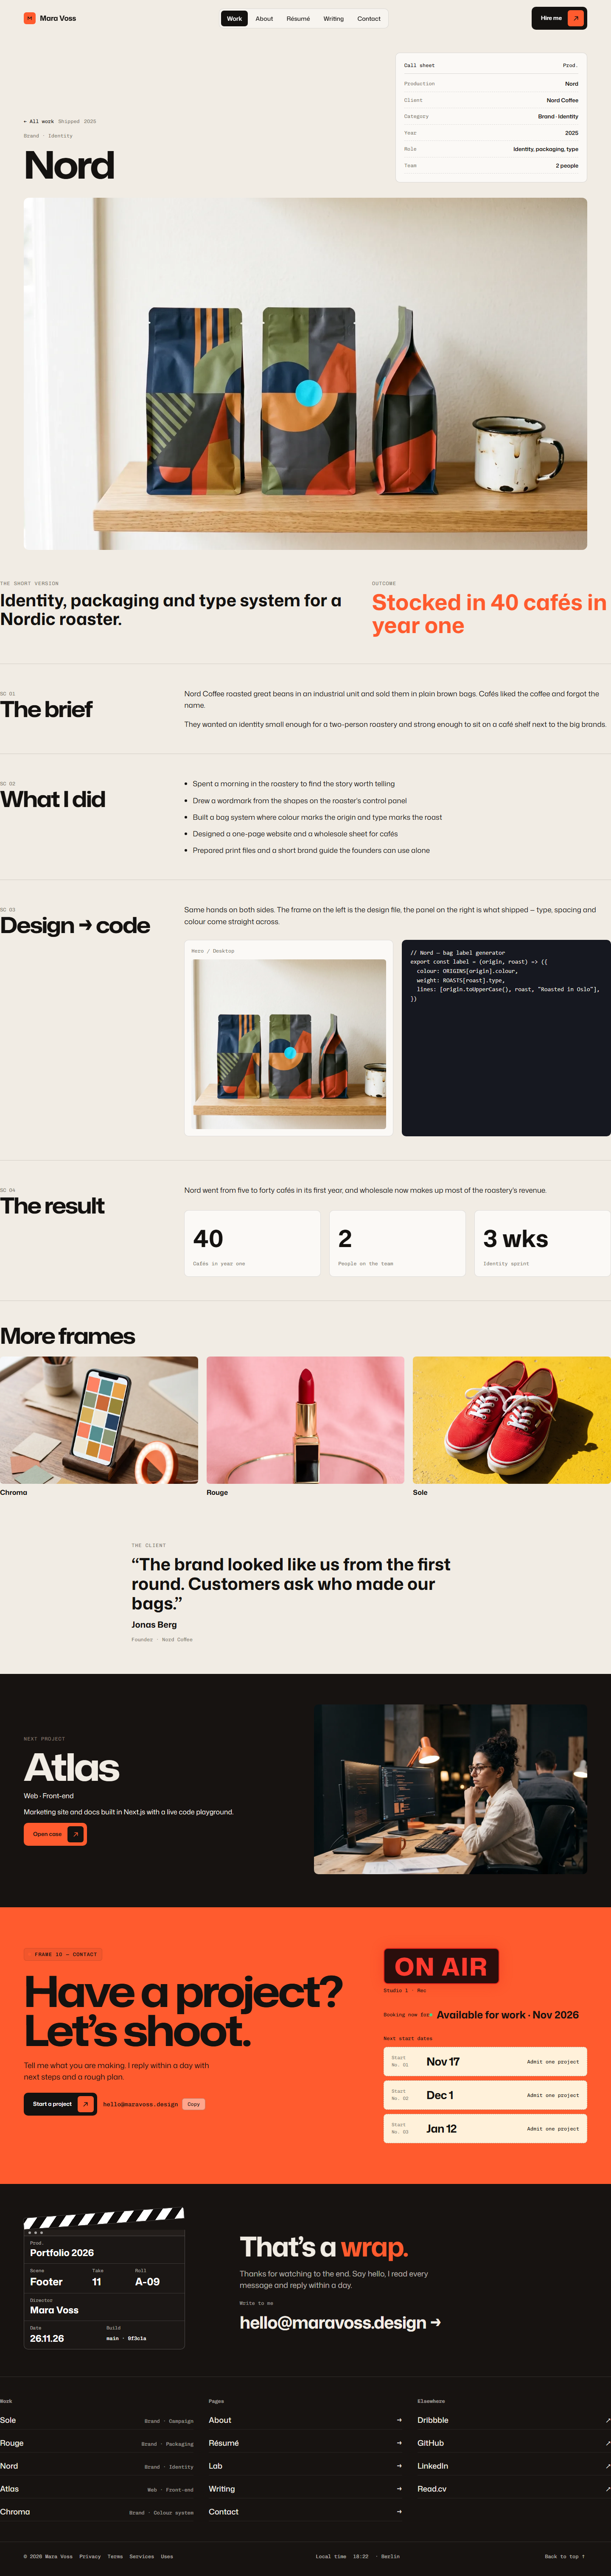 M Mara Voss
Work About Résumé Writing Contact
Hire me ↗
Call sheet Prod.
Production Nord
Client Nord Coffee
Category Brand · Identity
Year 2025
Role Identity, packaging, type
Team 2 people
← All work Shipped 2025
Brand · Identity
Nord
THE SHORT VERSION
Identity, packaging and type system for a
Nordic roaster.
OUTCOME
Stocked in 40 cafés in
year one
SC 01
The brief
Nord Coffee roasted great beans in an industrial unit and sold them in plain brown bags. Cafés liked the coffee and forgot the
name.
They wanted an identity small enough for a two-person roastery and strong enough to sit on a café shelf next to the big brands.
SC 02
What I did
• Spent a morning in the roastery to find the story worth telling
• Drew a wordmark from the shapes on the roaster's control panel
• Built a bag system where colour marks the origin and type marks the roast
• Designed a one-page website and a wholesale sheet for cafés
• Prepared print files and a short brand guide the founders can use alone
SC 03
Design → code
Same hands on both sides. The frame on the left is the design file, the panel on the right is what shipped — type, spacing and
colour come straight across.
Hero / Desktop
// Nord — bag label generator
export const label = (origin, roast) => ({
colour: ORIGINS[origin].colour,
weight: ROASTS[roast].type,
lines: [origin.toUpperCase(), roast, "Roasted in Oslo"],
})
SC 04
The result
Nord went from five to forty cafés in its first year, and wholesale now makes up most of the roastery's revenue.
40
Cafés in year one
2
People on the team
3 wks
Identity sprint
More frames
Chroma
Rouge
Sole
THE CLIENT
“The brand looked like us from the first
round. Customers ask who made our
bags.”
Jonas Berg
Founder · Nord Coffee
NEXT PROJECT
Atlas
Web · Front-end
Marketing site and docs built in Next.js with a live code playground.
Open case ↗
FRAME 10 — CONTACT
Have a project?
Let's shoot.
Tell me what you are making. I reply within a day with
next steps and a rough plan.
Start a project ↗
hello@maravoss.design Copy
ON AIR
Studio 1 · Rec
Booking now for Available for work · Nov 2026
Next start dates
Start
No. 01
Nov 17
Admit one project
Start
No. 02
Dec 1
Admit one project
Start
No. 03
Jan 12
Admit one project
Prod.
Portfolio 2026
Scene Take Roll
Footer 11 A-09
Director
Mara Voss
Date Build
26.11.26 main · 0f3c1a
That's a wrap.
Thanks for watching to the end. Say hello, I read every
message and reply within a day.
Write to me
hello@maravoss.design →
Work
Sole Brand · Campaign
Rouge Brand · Packaging
Nord Brand · Identity
Atlas Web · Front-end
Chroma Brand · Colour system
Pages
About →
Résumé →
Lab →
Writing →
Contact →
Elsewhere
Dribbble ↗
GitHub ↗
LinkedIn ↗
Read.cv ↗
© 2026 Mara Voss Privacy Terms Services Uses
Local time 18:22 · Berlin
Back to top ↑